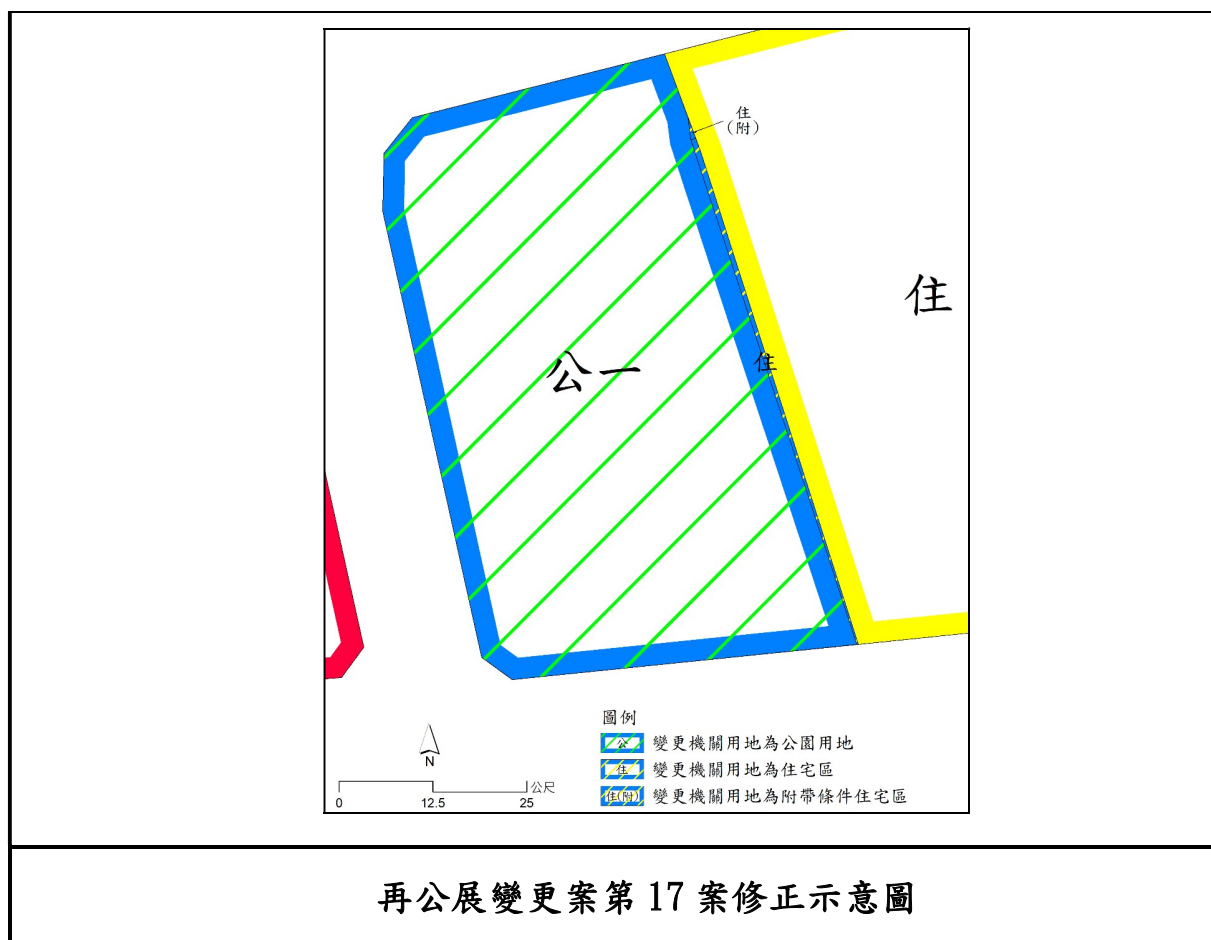 住
(附)
住
公一
住
圖例
公 變更機關用地為公園用地
住 變更機關用地為住宅區
住(附) 變更機關用地為附帶條件住宅區
N
公尺
0 12.5 25
再公展變更案第 17 案修正示意圖